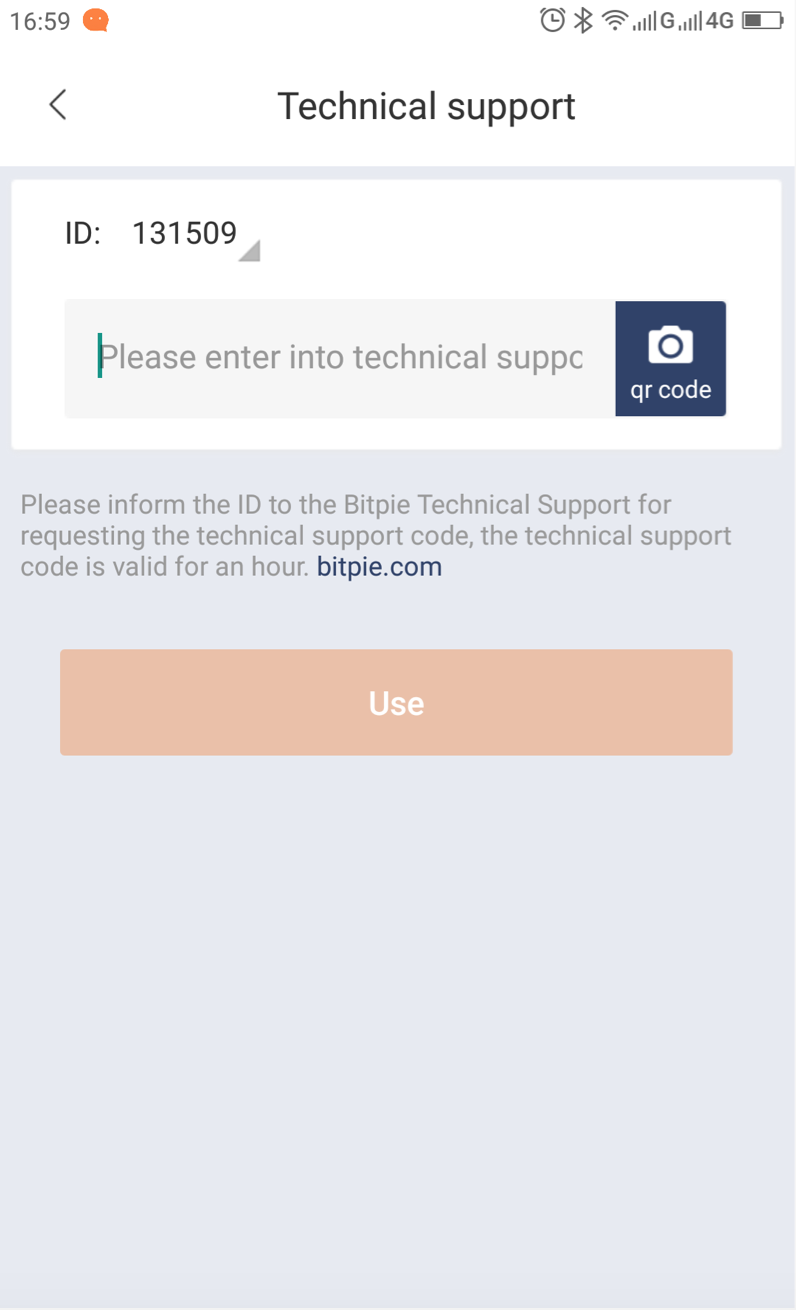 16:59 G 4G
Technical support
ID: 131509
Please enter into technical suppo
qr code
Please inform the ID to the Bitpie Technical Support for
requesting the technical support code, the technical support
code is valid for an hour. bitpie.com
Use